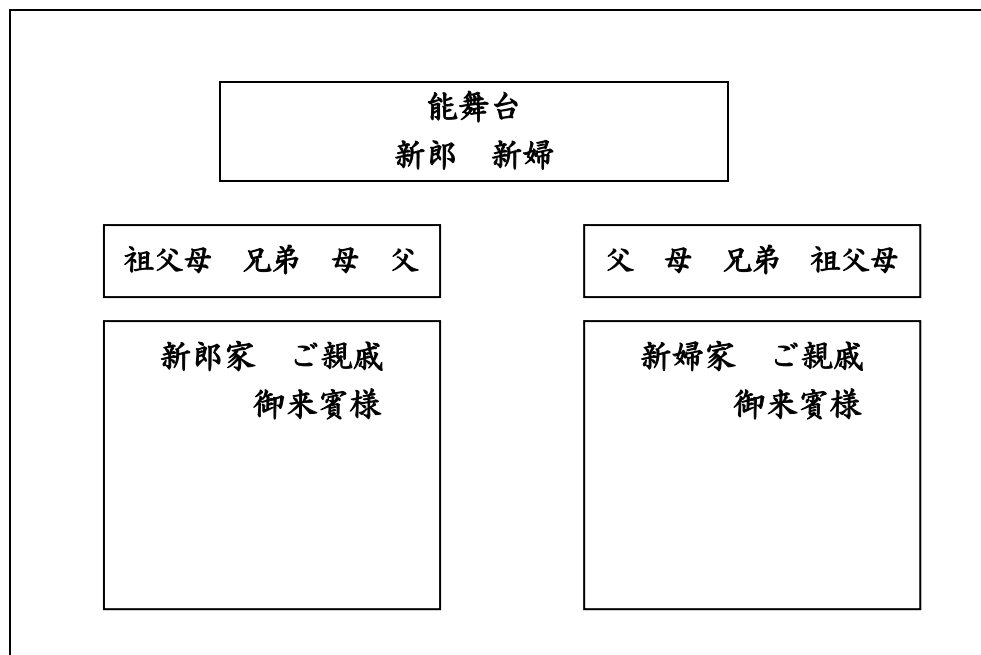 能舞台
新郎　新婦
祖父母　兄弟　母　父
父　母　兄弟　祖父母
新郎家　ご親戚
御来賓様
新婦家　ご親戚
御来賓様